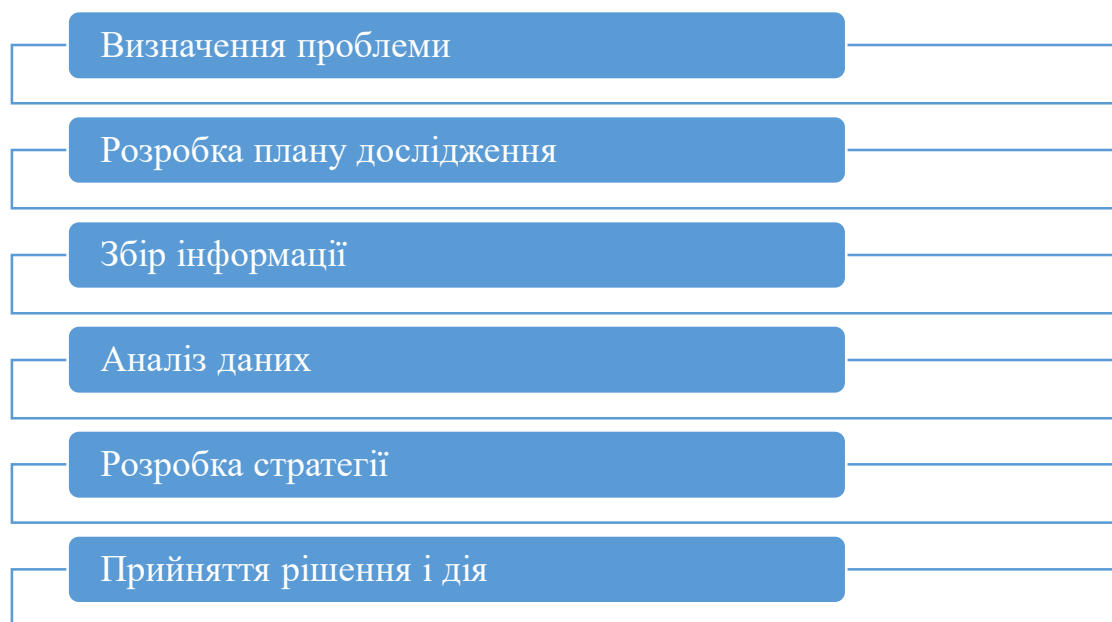 Визначення проблеми
Розробка плану дослідження
Збір інформації
Аналіз даних
Розробка стратегії
Прийняття рішення і дія